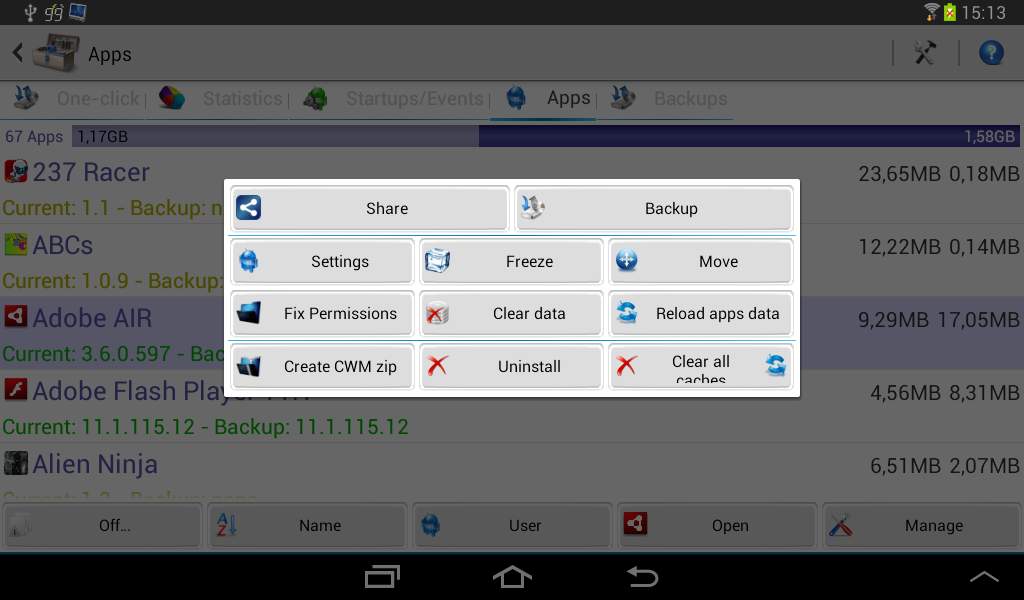 15:13
Apps
One-click
Statistics
Startups/Events
Apps
Backups
67 Apps 1,17GB 1,58GB
237 Racer 23,65MB 0,18MB
Current: 1.1 - Backup: n
ABCs 12,22MB 0,14MB
Current: 1.0.9 - Backup:
Adobe AIR 9,29MB 17,05MB
Current: 3.6.0.597 - Bac
Adobe Flash Play 4,56MB 8,31MB
Current: 11.1.115.12 - Backup: 11.1.115.12
Alien Ninja 6,51MB 2,07MB
Share
Backup
Settings
Freeze
Move
Fix Permissions
Clear data
Reload apps data
Create CWM zip
Uninstall
Clear all
caches
Off...
Name
User
Open
Manage